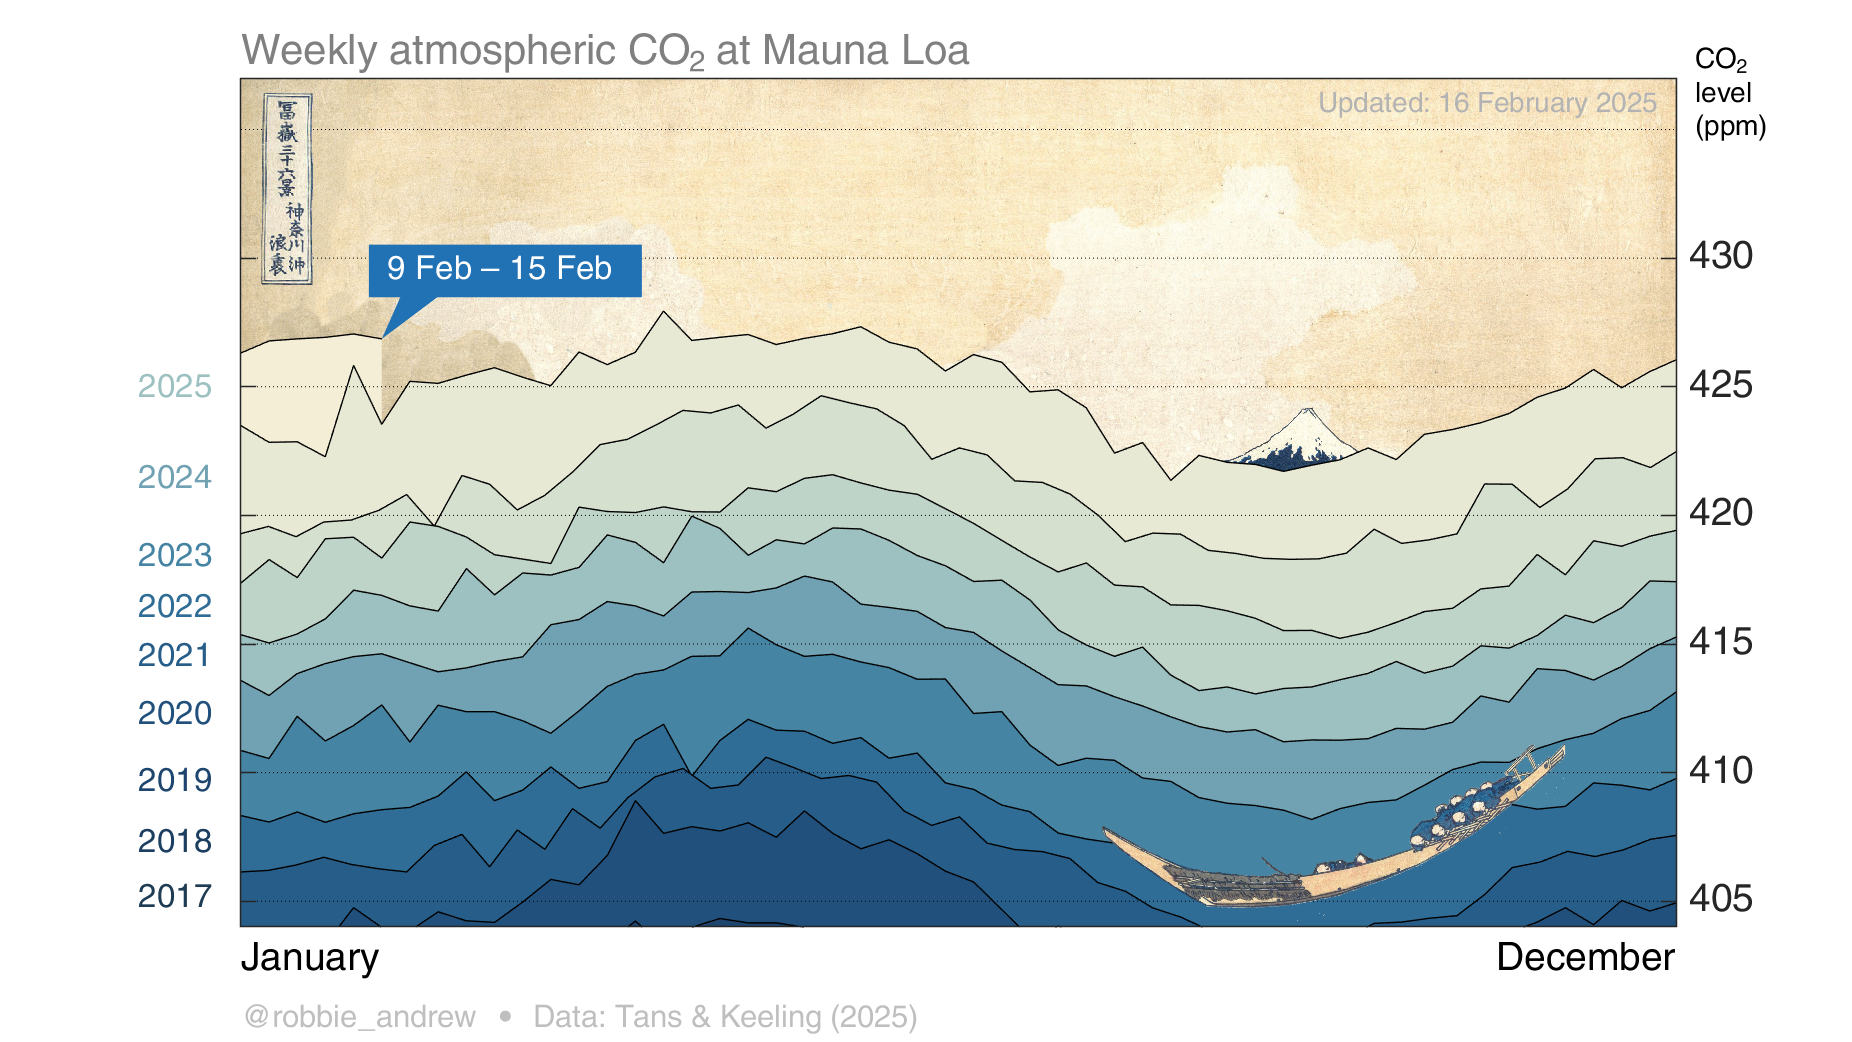 Weekly atmospheric CO₂ at Mauna Loa
CO₂
level
(ppm)
Updated: 16 February 2025
冨嶽三十六景
神奈川沖
浪裏
9 Feb – 15 Feb
430
2025
425
2024
420
2023
2022
415
2021
2020
410
2019
2018
2017
405
January
December
@robbie_andrew • Data: Tans & Keeling (2025)